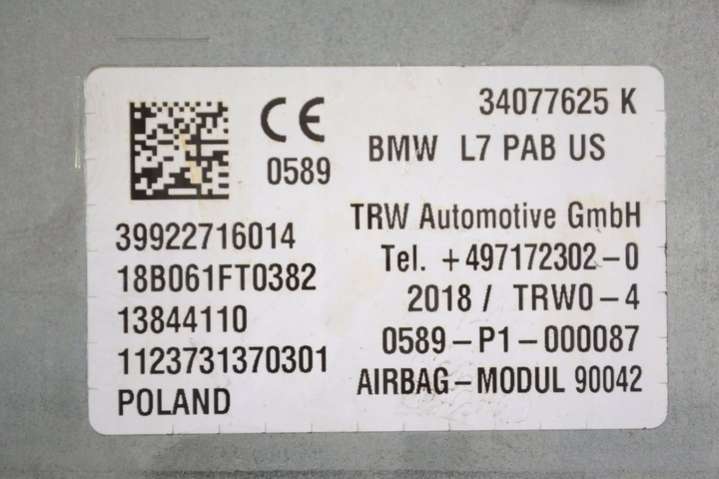 34077625 K
CE
0589
BMW L7 PAB US
39922716014
18B061FT0382
13844110
1123731370301
POLAND
TRW Automotive GmbH
Tel. +497172302-0
2018 / TRW0-4
0589-P1-000087
AIRBAG-MODUL 90042